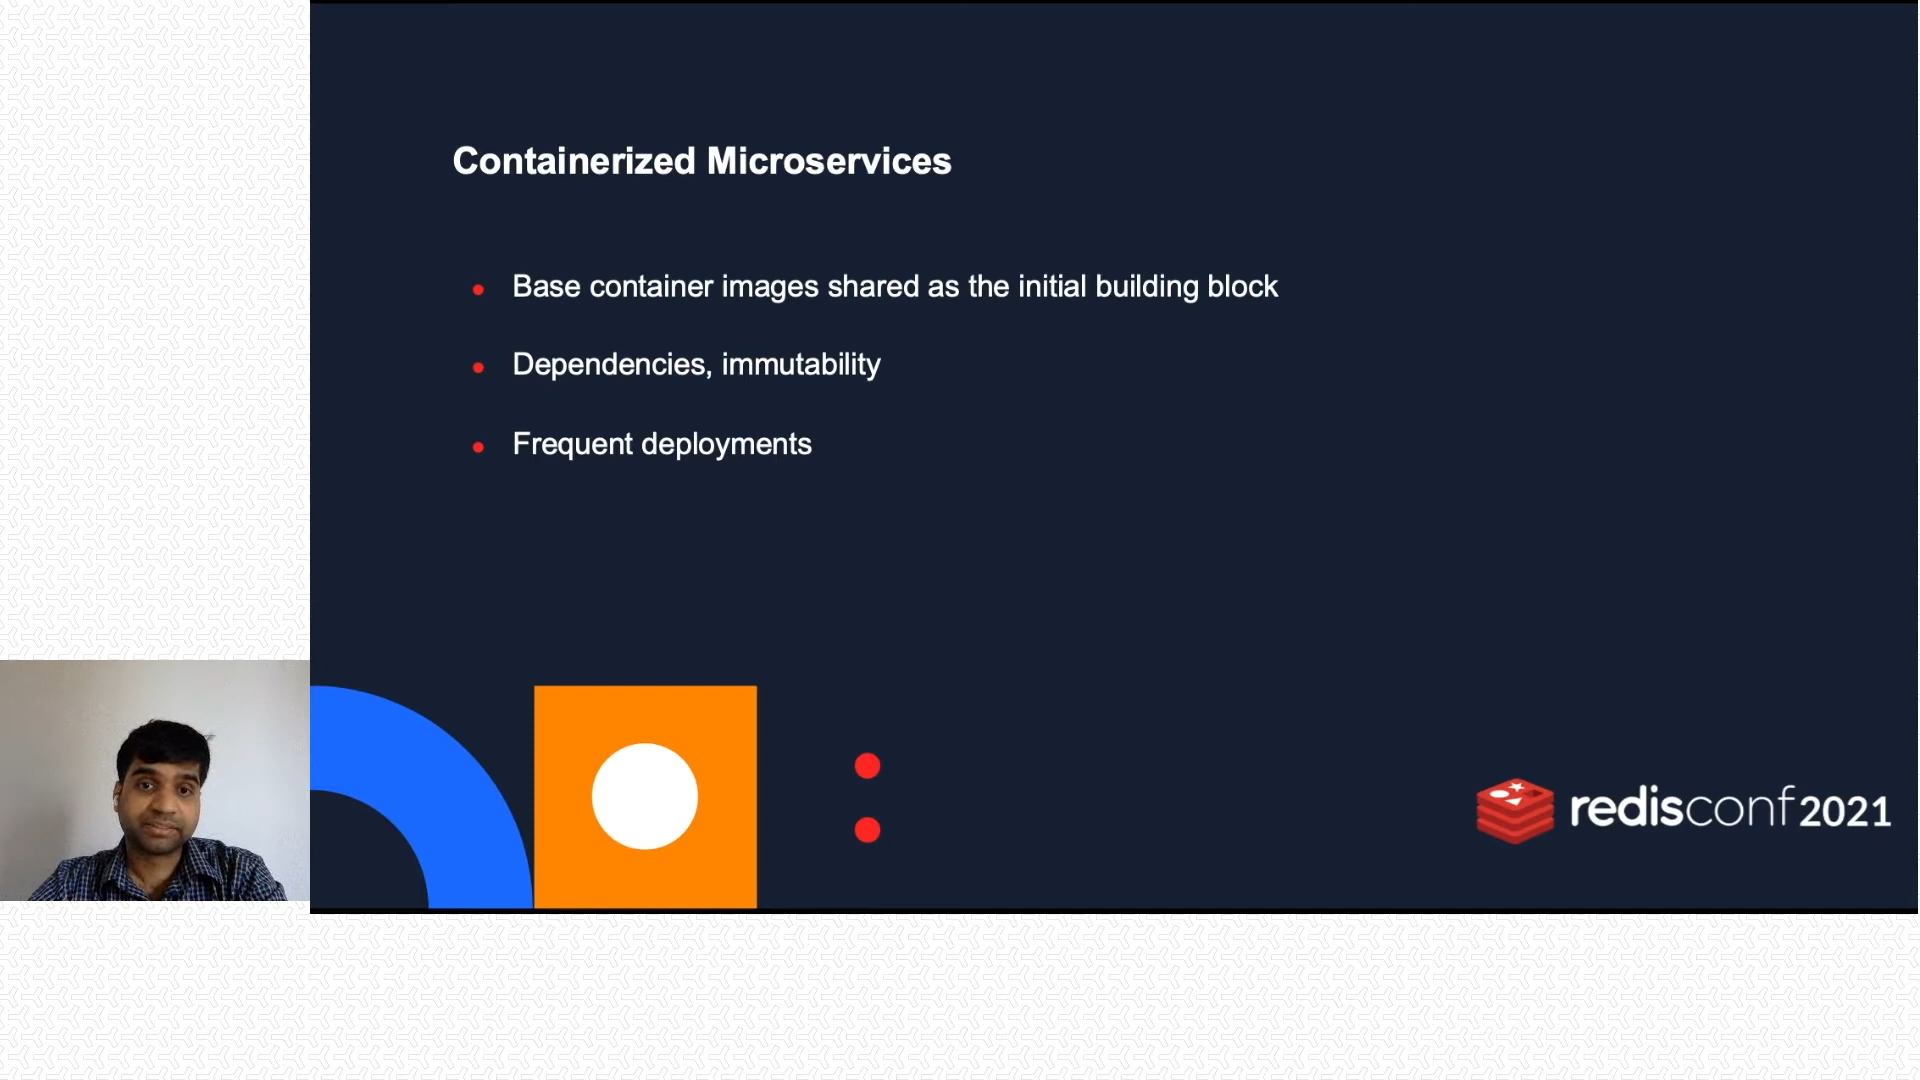 Containerized Microservices
Base container images shared as the initial building block
Dependencies, immutability
Frequent deployments
redisconf2021